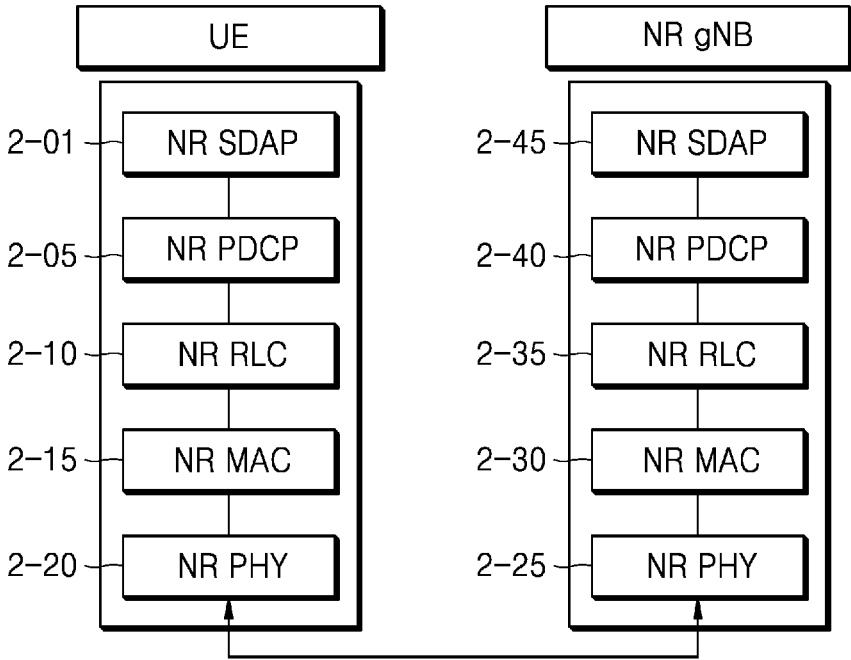 UE
NR gNB
2-01 NR SDAP
2-45 NR SDAP
2-05 NR PDCP
2-40 NR PDCP
2-10 NR RLC
2-35 NR RLC
2-15 NR MAC
2-30 NR MAC
2-20 NR PHY
2-25 NR PHY